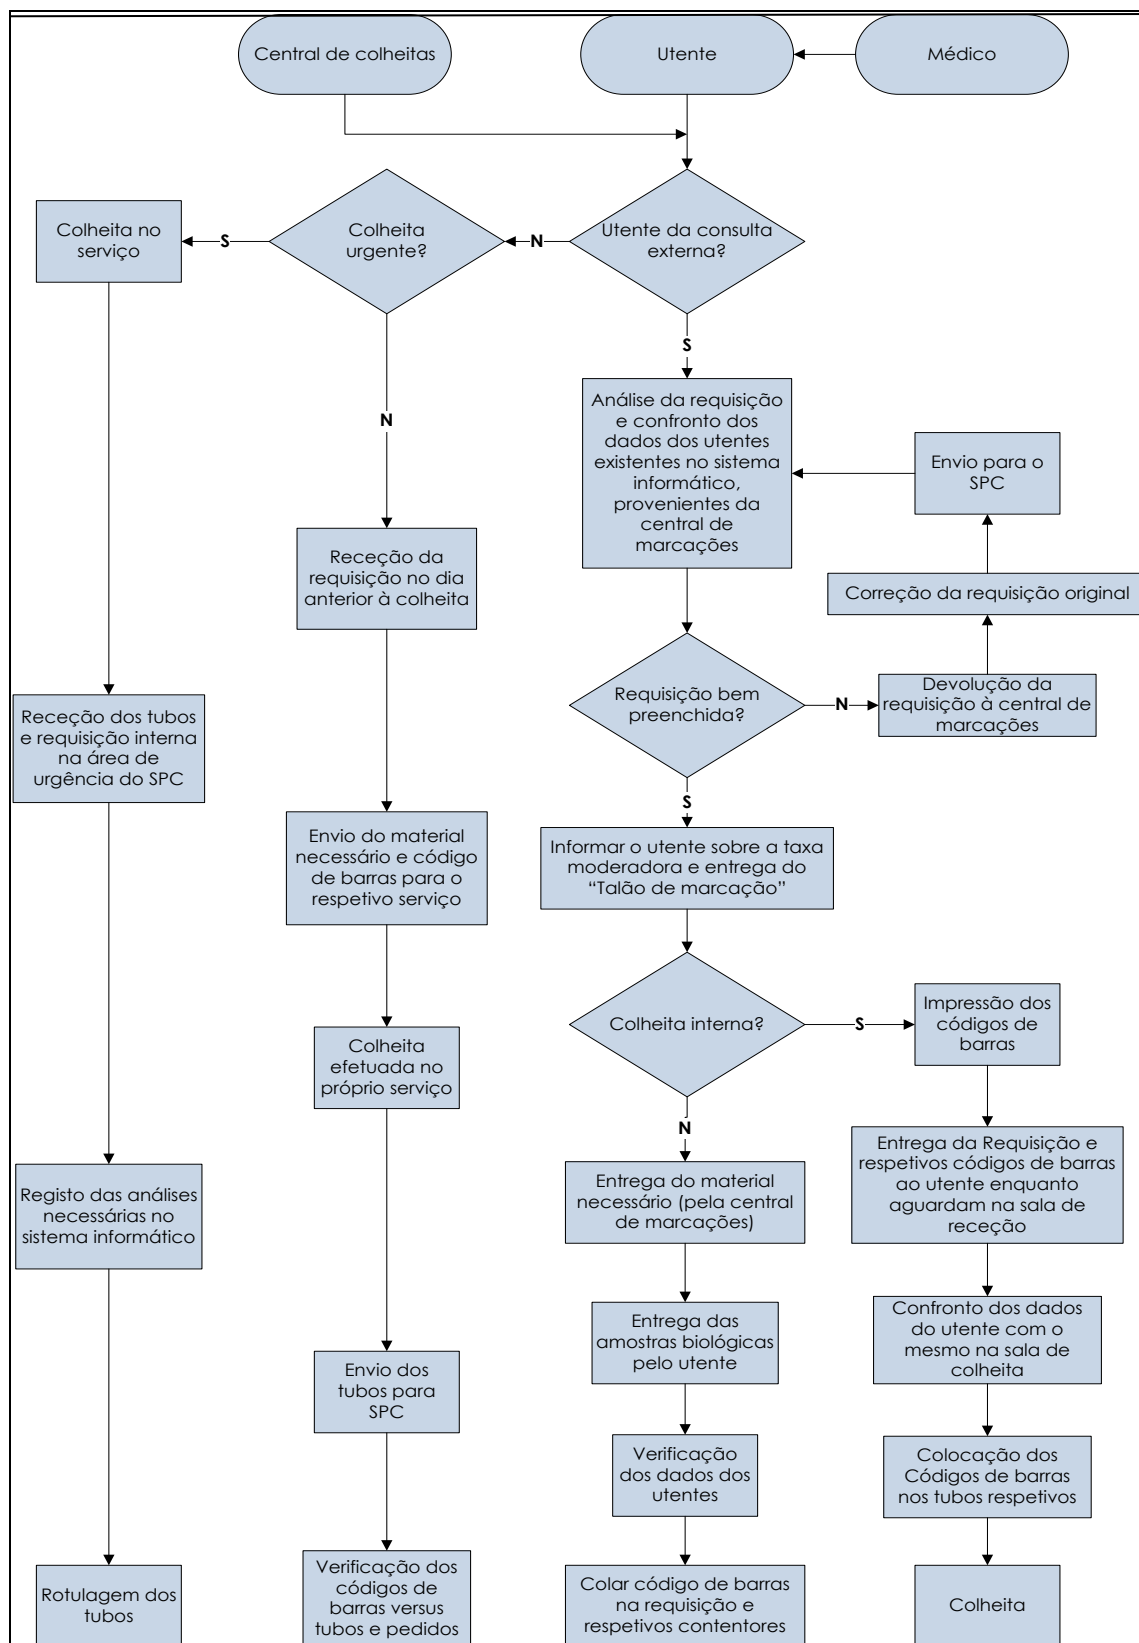 Central de colheitas
Utente
Médico
Utente da consulta
externa?
N
Colheita
urgente?
S
Colheita no
serviço
S
N
Análise da requisição
e confronto dos
dados dos utentes
existentes no sistema
informático,
provenientes da
central de
marcações
Envio para o
SPC
Receção da
requisição no dia
anterior à colheita
Correção da requisição original
Requisição bem
preenchida?
N
Devolução da
requisição à central de
marcações
Receção dos tubos
e requisição interna
na área de
urgência do SPC
S
Envio do material
necessário e código
de barras para o
respetivo serviço
Informar o utente sobre a taxa
moderadora e entrega do
“Talão de marcação”
Colheita interna?
S
Impressão dos
códigos de
barras
Colheita
efetuada no
próprio serviço
N
Entrega da Requisição e
respetivos códigos de barras
ao utente enquanto
aguardam na sala de
receção
Registo das análises
necessárias no
sistema informático
Entrega do material
necessário (pela central
de marcações)
Entrega das
amostras biológicas
pelo utente
Confronto dos dados
do utente com o
mesmo na sala de
colheita
Envio dos
tubos para
SPC
Verificação
dos dados dos
utentes
Colocação dos
Códigos de barras
nos tubos respetivos
Rotulagem dos
tubos
Verificação dos
códigos de
barras versus
tubos e pedidos
Colar código de barras
na requisição e
respetivos contentores
Colheita